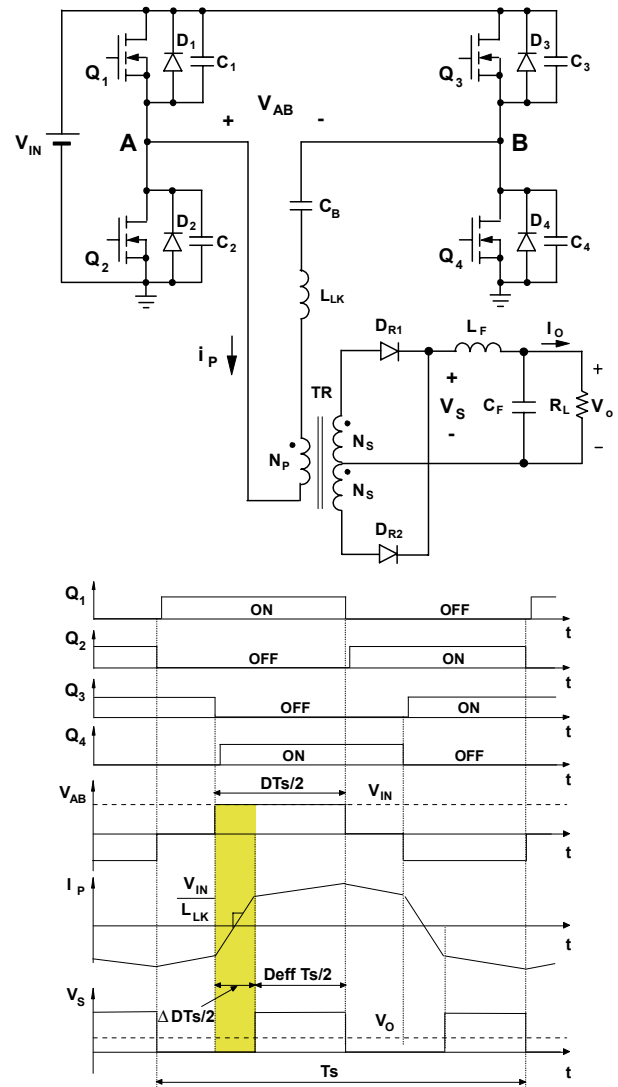 D1 C1 D3 C3
Q1 Q3
VAB
+ -
VIN A B
CB
D2 C2 D4 C4
Q2 Q4
LLK
DR1 LF IO
iP
TR + +
VS CF RL Vo
NP NS - −
NS
DR2
Q1 ON OFF t
Q2 OFF ON t
Q3 OFF ON t
Q4 ON OFF t
DTs/2
VAB VIN
t
IP VIN
LLK
t
Deff Ts/2
VS ΔDTs/2 VO
Ts t